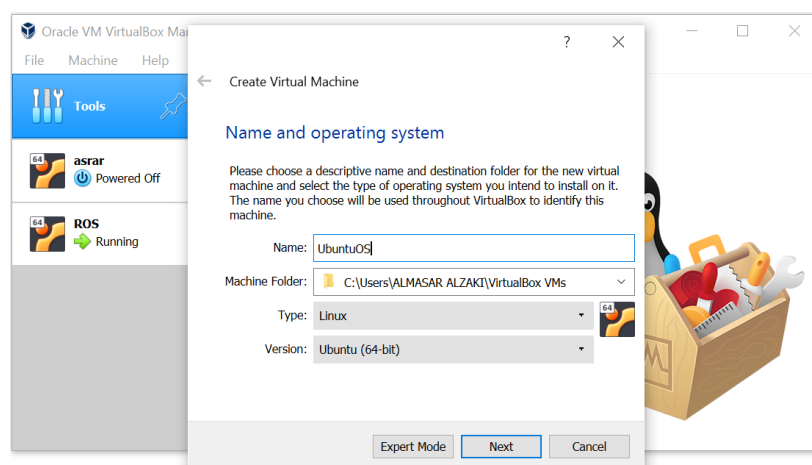 Oracle VM VirtualBox Ma
File Machine Help
Tools
64
asrar
Powered Off
64
ROS
Running
?
Create Virtual Machine
Name and operating system
Please choose a descriptive name and destination folder for the new virtual
machine and select the type of operating system you intend to install on it.
The name you choose will be used throughout VirtualBox to identify this
machine.
Name: UbuntuOS
Machine Folder: C:\Users\ALMASAR ALZAKI\VirtualBox VMs
Type: Linux
64
Version: Ubuntu (64-bit)
Expert Mode Next Cancel